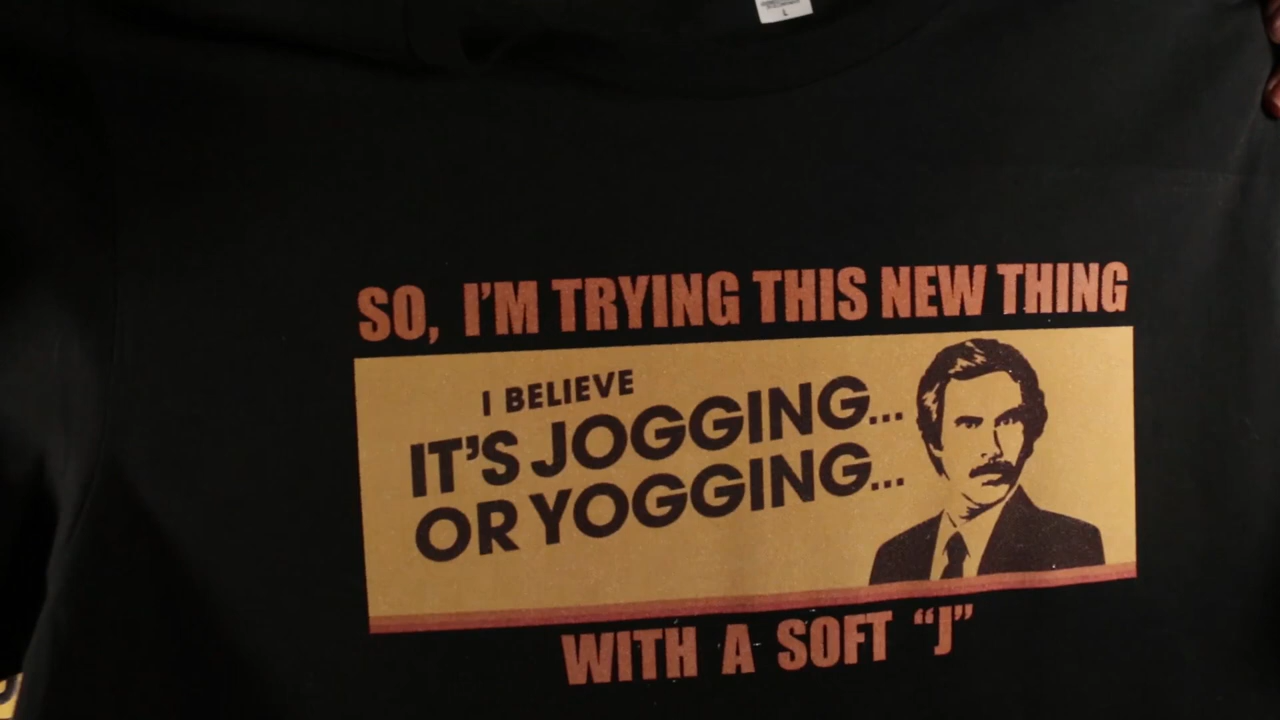 L
SO, I'M TRYING THIS NEW THING
I BELIEVE
IT'S JOGGING...
OR YOGGING...
WITH A SOFT “J”